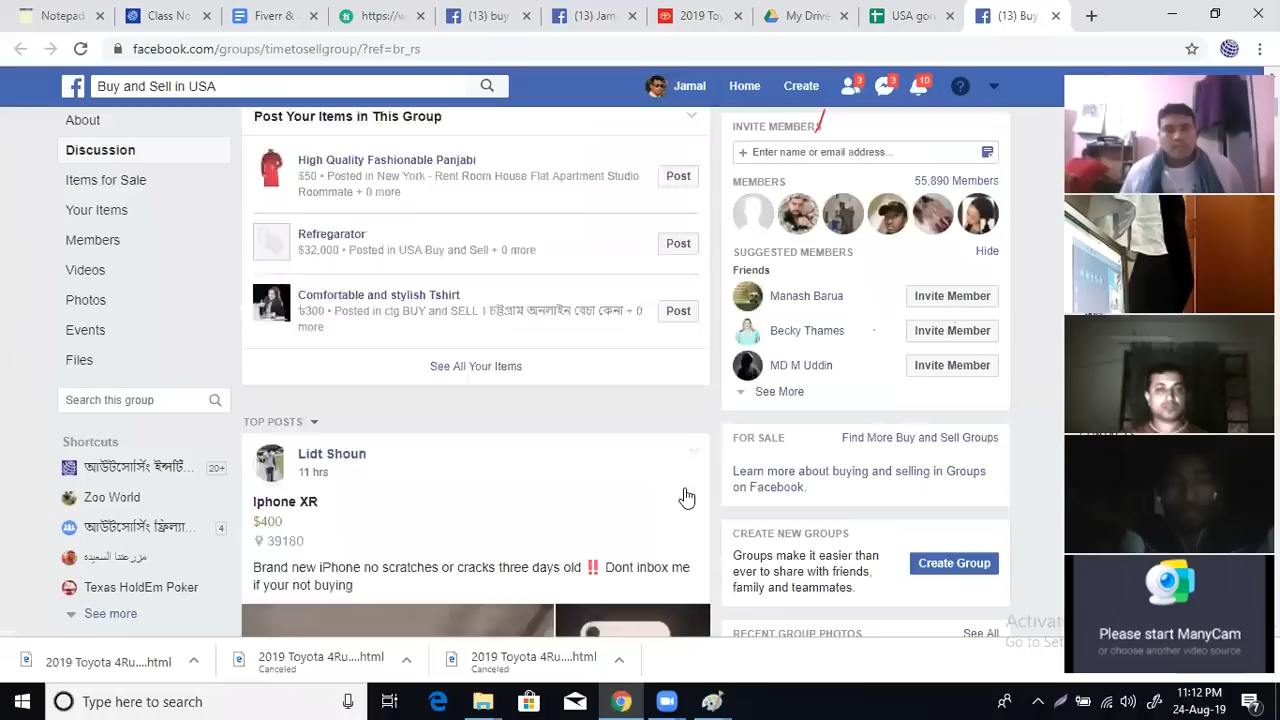 Notepad
Class No
Fiverr &
https://
(13) buy
(13) Jam
2019 Toy
My Drive
USA gor
(13) Buy
facebook.com/groups/timetosellgroup/?ref=br_rs
Buy and Sell in USA
Jamal
Home
Create
3
3
10
About
Discussion
Items for Sale
Your Items
Members
Videos
Photos
Events
Files
Search this group
Shortcuts
আউটসোর্সিং ইন্সটি...
20+
Zoo World
আউটসোর্সিং ফ্রিল্যা...
4
مزرعتنا السعيدة
Texas HoldEm Poker
See more
Post Your Items in This Group
High Quality Fashionable Panjabi
$50 • Posted in New York - Rent Room House Flat Apartment Studio
Roommate + 0 more
Post
Refregarator
$32,000 • Posted in USA Buy and Sell + 0 more
Post
Comfortable and stylish Tshirt
৳300 • Posted in ctg BUY and SELL । চট্টগ্রাম অনলাইন বেচা কেনা + 0
more
Post
See All Your Items
TOP POSTS
Lidt Shoun
11 hrs
Iphone XR
$400
39180
Brand new iPhone no scratches or cracks three days old ‼️ Dont inbox me
if your not buying
INVITE MEMBERS
+ Enter name or email address...
MEMBERS
55,890 Members
SUGGESTED MEMBERS
Hide
Friends
Manash Barua
Invite Member
Becky Thames
Invite Member
MD M Uddin
Invite Member
See More
FOR SALE
Find More Buy and Sell Groups
Learn more about buying and selling in Groups
on Facebook.
CREATE NEW GROUPS
Groups make it easier than
ever to share with friends,
family and teammates.
Create Group
RECENT GROUP PHOTOS
See All
Activat
Go to Set
Please start ManyCam
or choose another video source
2019 Toyota 4Ru....html
2019 Toyota 4Ru....html
Canceled
2019 Toyota 4Ru....html
Canceled
Type here to search
11:12 PM
24-Aug-19
7